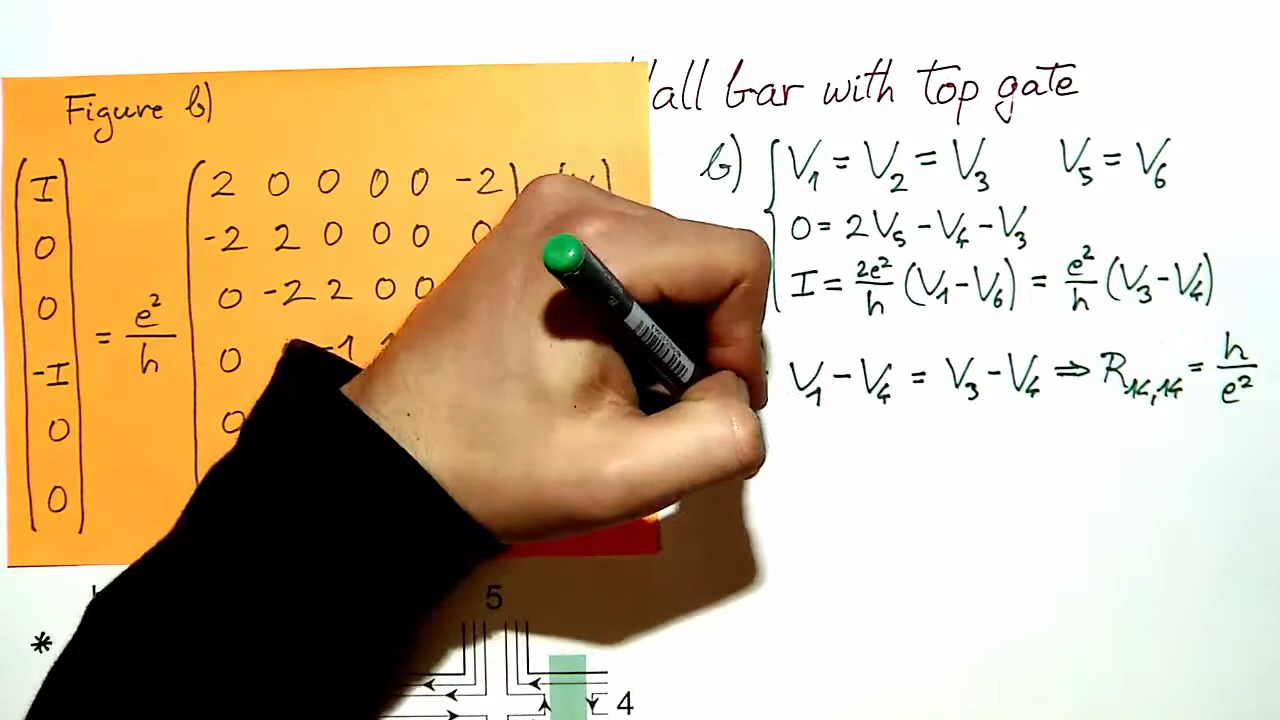 all bar with top gate
Figure b)
I 2 0 0 0 0 -2
0 -2 2 0 0 0 0
0 = e²/h 0 -2 2 0 0
-I 0 -1
0 0
0
b) V₁ = V₂ = V₃ V₅ = V₆
0 = 2V₅ - V₄ - V₃
I = 2e²/h (V₁ - V₆) = e²/h (V₃ - V₄)
V₁ - V₄ = V₃ - V₄ ⇒ R₁₄,₁₄ = h/e²
5
*
4